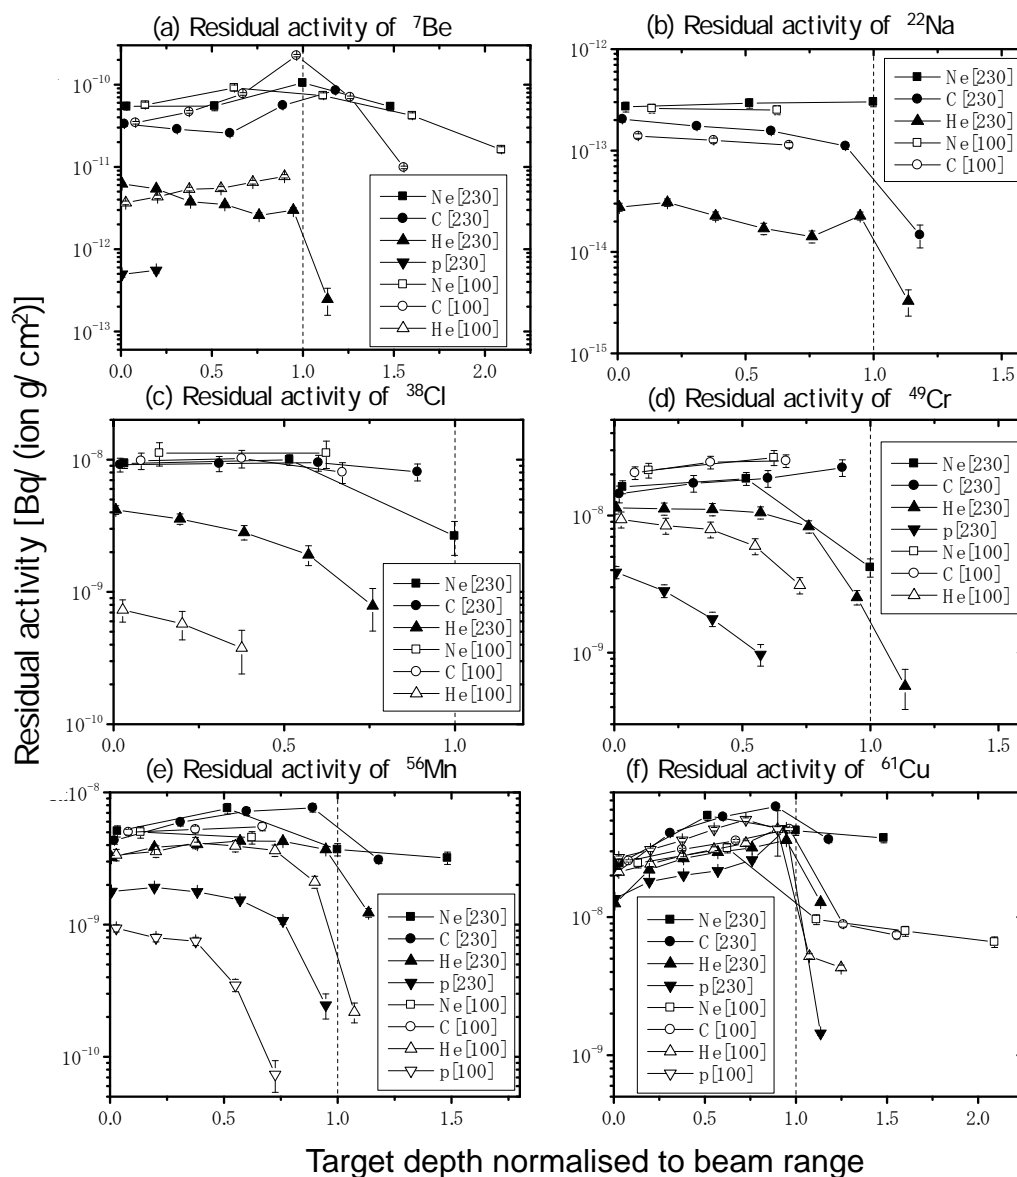 (a) Residual activity of ⁷Be
(b) Residual activity of ²²Na
10⁻¹⁰
10⁻¹¹
10⁻¹²
10⁻¹³
0.0 0.5 1.0 1.5 2.0
Ne[230]
C[230]
He[230]
p[230]
Ne[100]
C[100]
He[100]
10⁻¹²
10⁻¹³
10⁻¹⁴
10⁻¹⁵
0.0 0.5 1.0 1.5
Ne[230]
C[230]
He[230]
Ne[100]
C[100]
Residual activity [Bq/ (ion g/ cm²)]
(c) Residual activity of ³⁸Cl
(d) Residual activity of ⁴⁹Cr
10⁻⁸
10⁻⁹
10⁻¹⁰
0.0 0.5 1.0
Ne[230]
C[230]
He[230]
Ne[100]
C[100]
He[100]
10⁻⁸
10⁻⁹
0.0 0.5 1.0 1.5
Ne[230]
C[230]
He[230]
p[230]
Ne[100]
C[100]
He[100]
(e) Residual activity of ⁵⁶Mn
(f) Residual activity of ⁶¹Cu
10⁻⁸
10⁻⁹
10⁻¹⁰
0.0 0.5 1.0 1.5
Ne[230]
C[230]
He[230]
p[230]
Ne[100]
C[100]
He[100]
p[100]
10⁻⁸
10⁻⁹
0.0 0.5 1.0 1.5 2.0
Ne[230]
C[230]
He[230]
p[230]
Ne[100]
C[100]
He[100]
p[100]
Target depth normalised to beam range